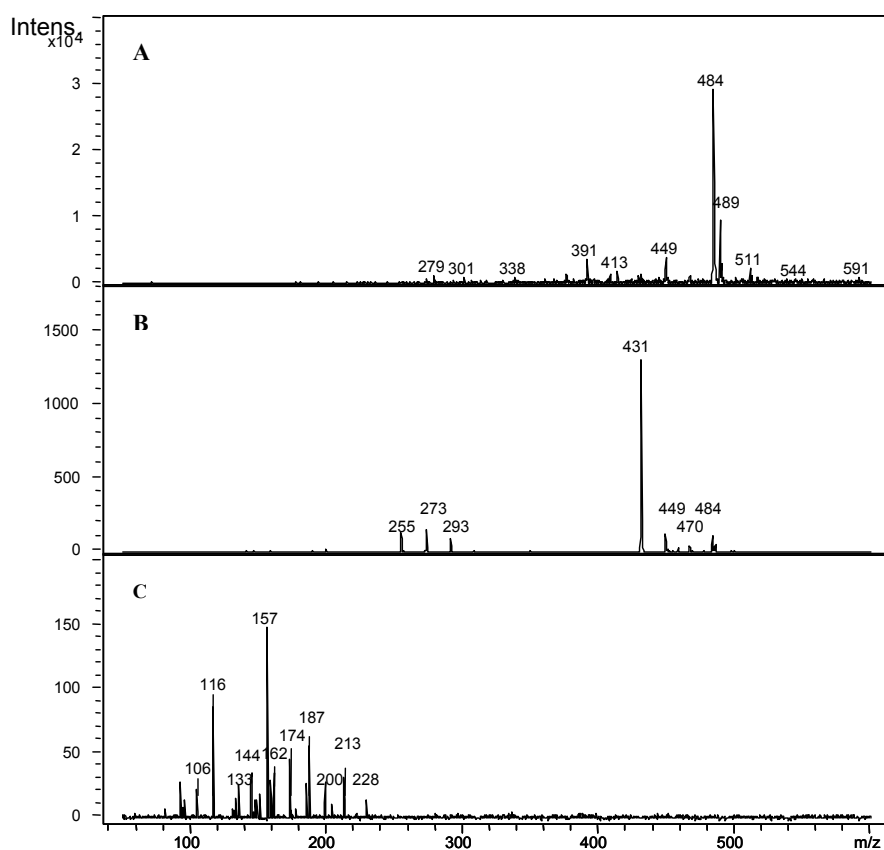 Intens.
x10⁴
A
3
2
1
0
279 301 338 391 413 449 484 489 511 544 591
B
1500
1000
500
0
255 273 293 431 449 470 484
C
150
100
50
0
106 116 133 144 157 162 174 187 200 213 228
100 200 300 400 500 m/z